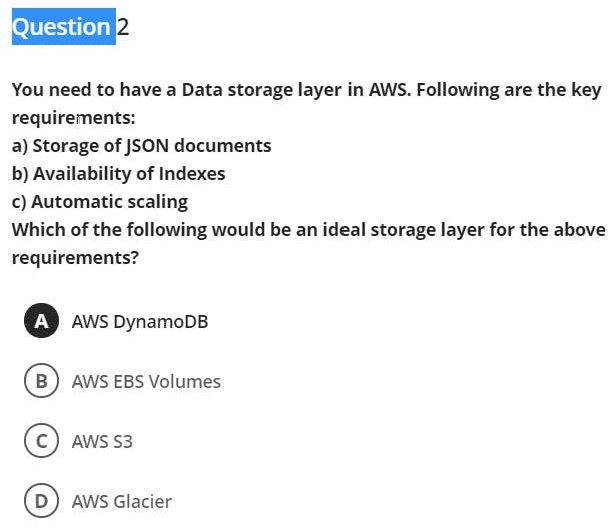 Question 2
You need to have a Data storage layer in AWS. Following are the key
requirements:
a) Storage of JSON documents
b) Availability of Indexes
c) Automatic scaling
Which of the following would be an ideal storage layer for the above
requirements?
A AWS DynamoDB
B AWS EBS Volumes
C AWS S3
D AWS Glacier